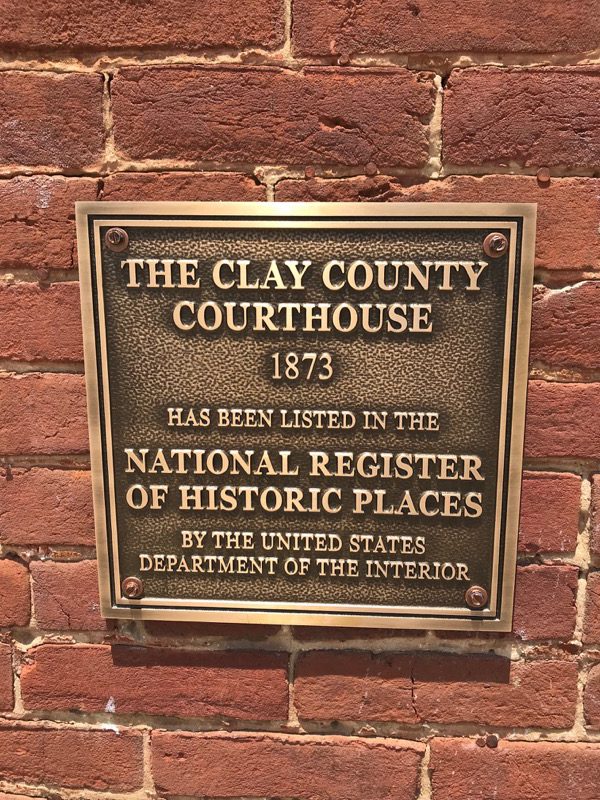 THE CLAY COUNTY
COURTHOUSE
1873
HAS BEEN LISTED IN THE
NATIONAL REGISTER
OF HISTORIC PLACES
BY THE UNITED STATES
DEPARTMENT OF THE INTERIOR